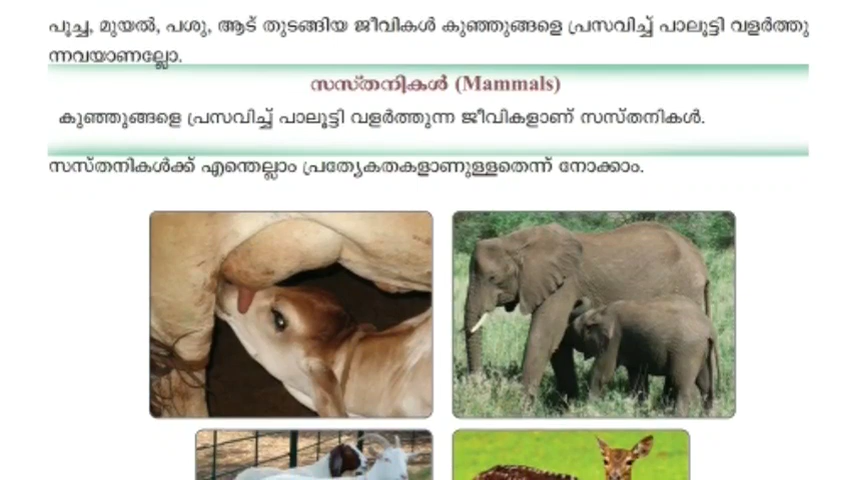 പൂച്ച, മുയൽ, പശു, ആട് തുടങ്ങിയ ജീവികൾ കുഞ്ഞുങ്ങളെ പ്രസവിച്ച് പാലൂട്ടി വളർത്തു
ന്നവയാണല്ലോ.
സസ്തനികൾ (Mammals)
കുഞ്ഞുങ്ങളെ പ്രസവിച്ച് പാലൂട്ടി വളർത്തുന്ന ജീവികളാണ് സസ്തനികൾ.
സസ്തനികൾക്ക് എന്തെല്ലാം പ്രത്യേകതകളാണുള്ളതെന്ന് നോക്കാം.